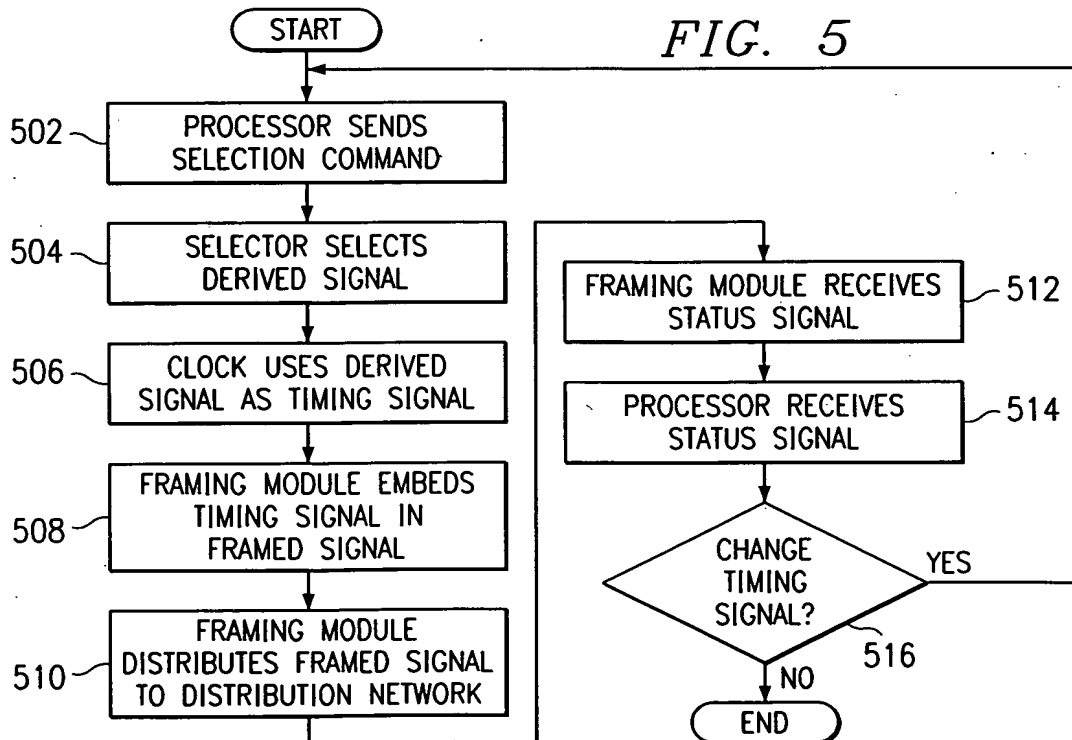 FIG. 5
START
502
PROCESSOR SENDS
SELECTION COMMAND
504
SELECTOR SELECTS
DERIVED SIGNAL
506
CLOCK USES DERIVED
SIGNAL AS TIMING SIGNAL
508
FRAMING MODULE EMBEDS
TIMING SIGNAL IN
FRAMED SIGNAL
510
FRAMING MODULE
DISTRIBUTES FRAMED SIGNAL
TO DISTRIBUTION NETWORK
FRAMING MODULE RECEIVES
STATUS SIGNAL
512
PROCESSOR RECEIVES
STATUS SIGNAL
514
CHANGE
TIMING
SIGNAL?
YES
516
NO
END